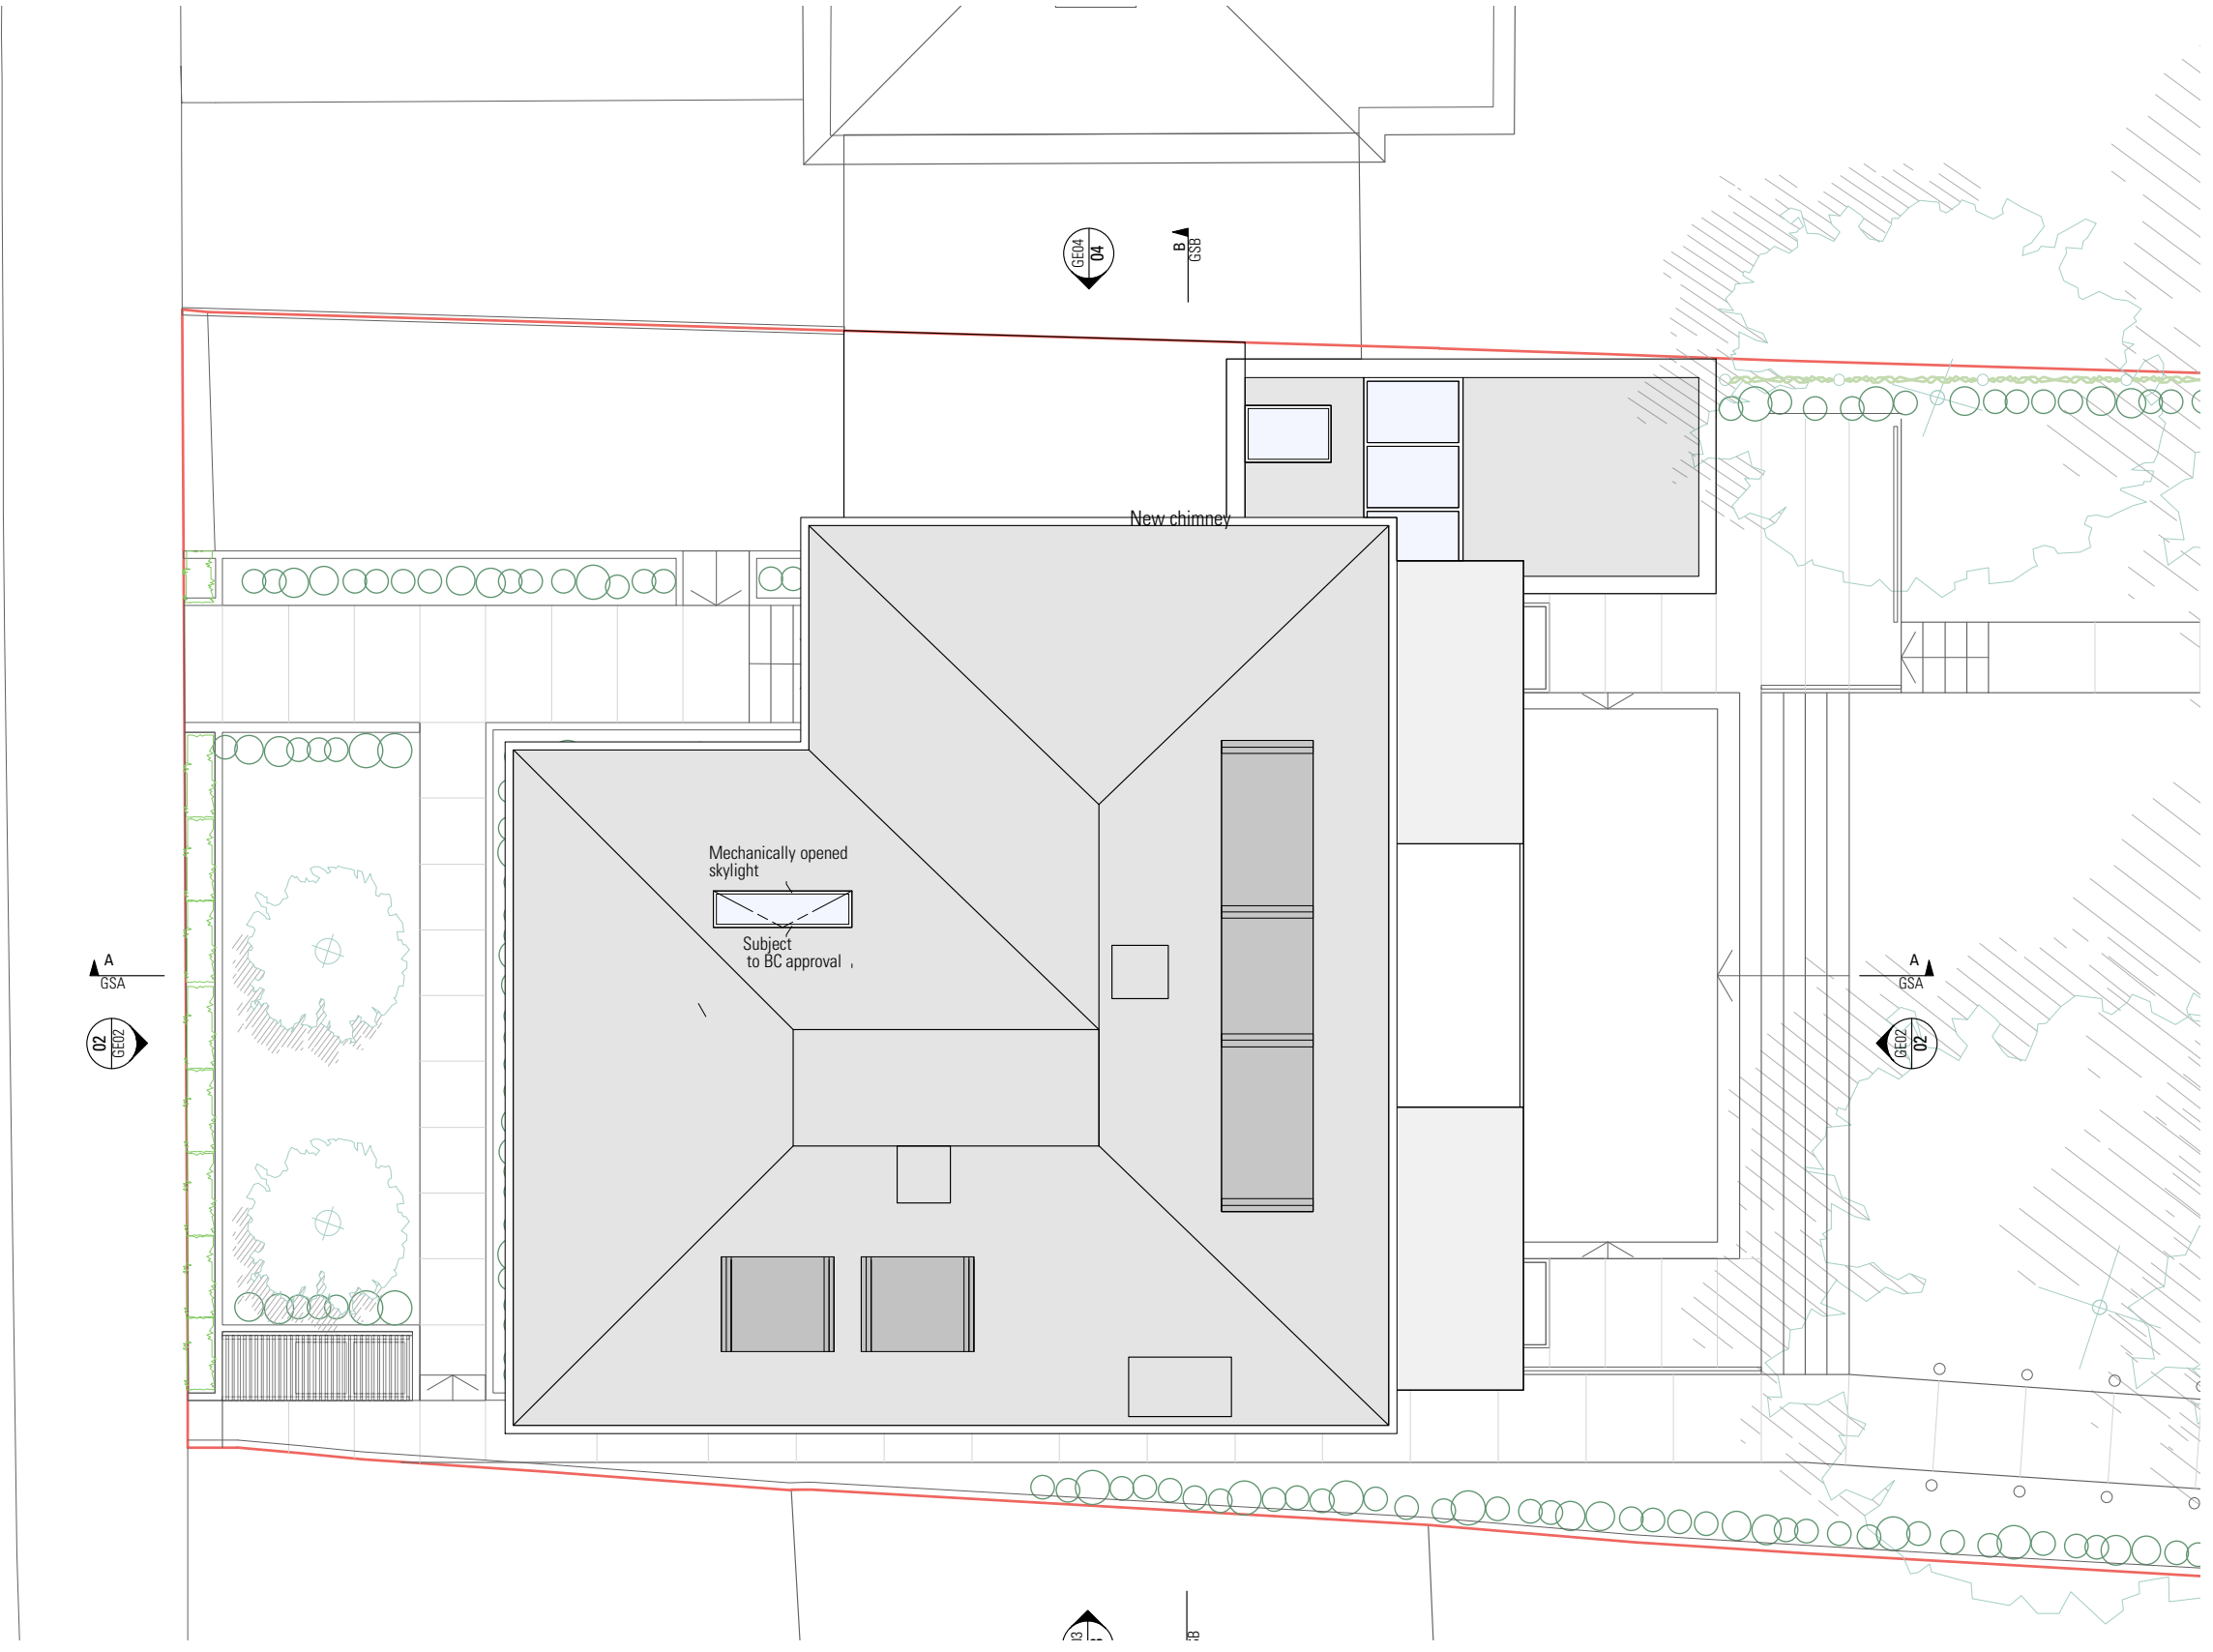 GE04
04
B
GSB
New chimney
Mechanically opened
skylight
Subject
to BC approval
A
GSA
02
GE02
A
GSA
GE02
02